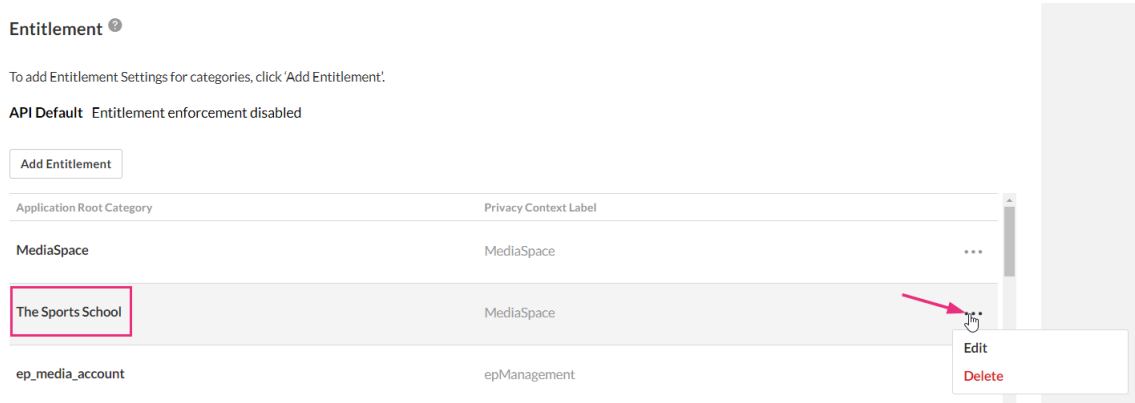 Entitlement ?
To add Entitlement Settings for categories, click ‘Add Entitlement’.
API Default Entitlement enforcement disabled
Add Entitlement
Application Root Category Privacy Context Label
MediaSpace MediaSpace
The Sports School MediaSpace
Edit
ep_media_account epManagement
Delete